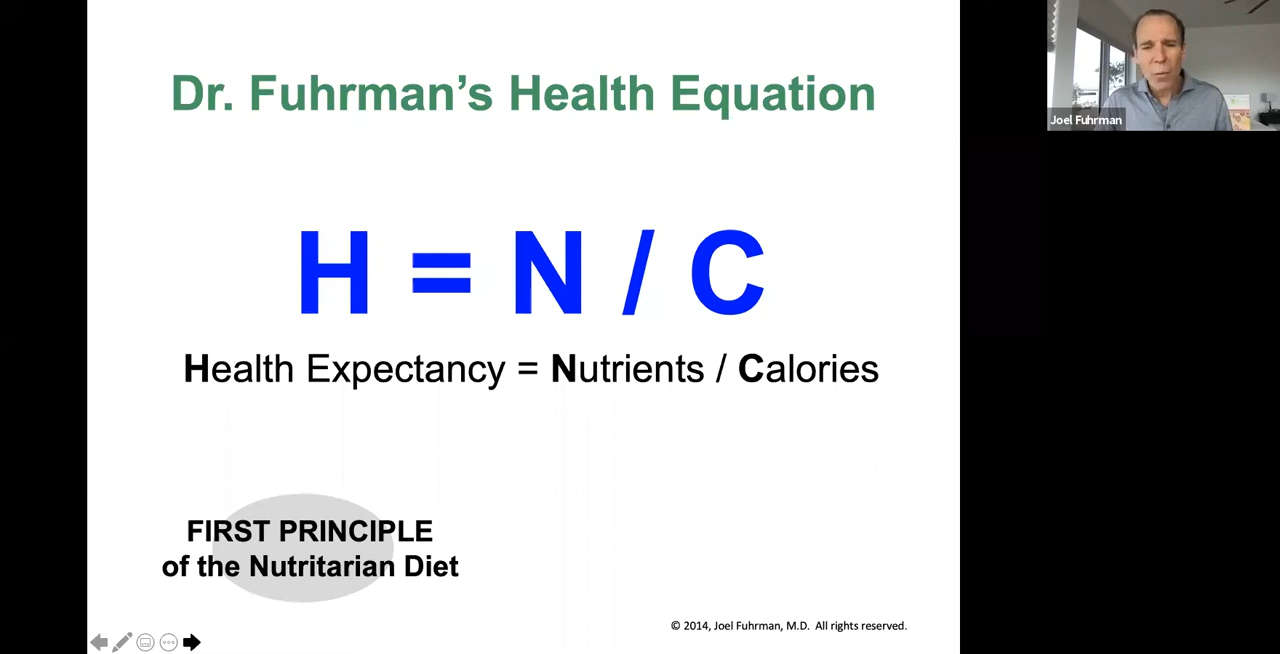 Dr. Fuhrman’s Health Equation
H = N / C
Health Expectancy = Nutrients / Calories
FIRST PRINCIPLE
of the Nutritarian Diet
© 2014, Joel Fuhrman, M.D. All rights reserved.
Joel Fuhrman